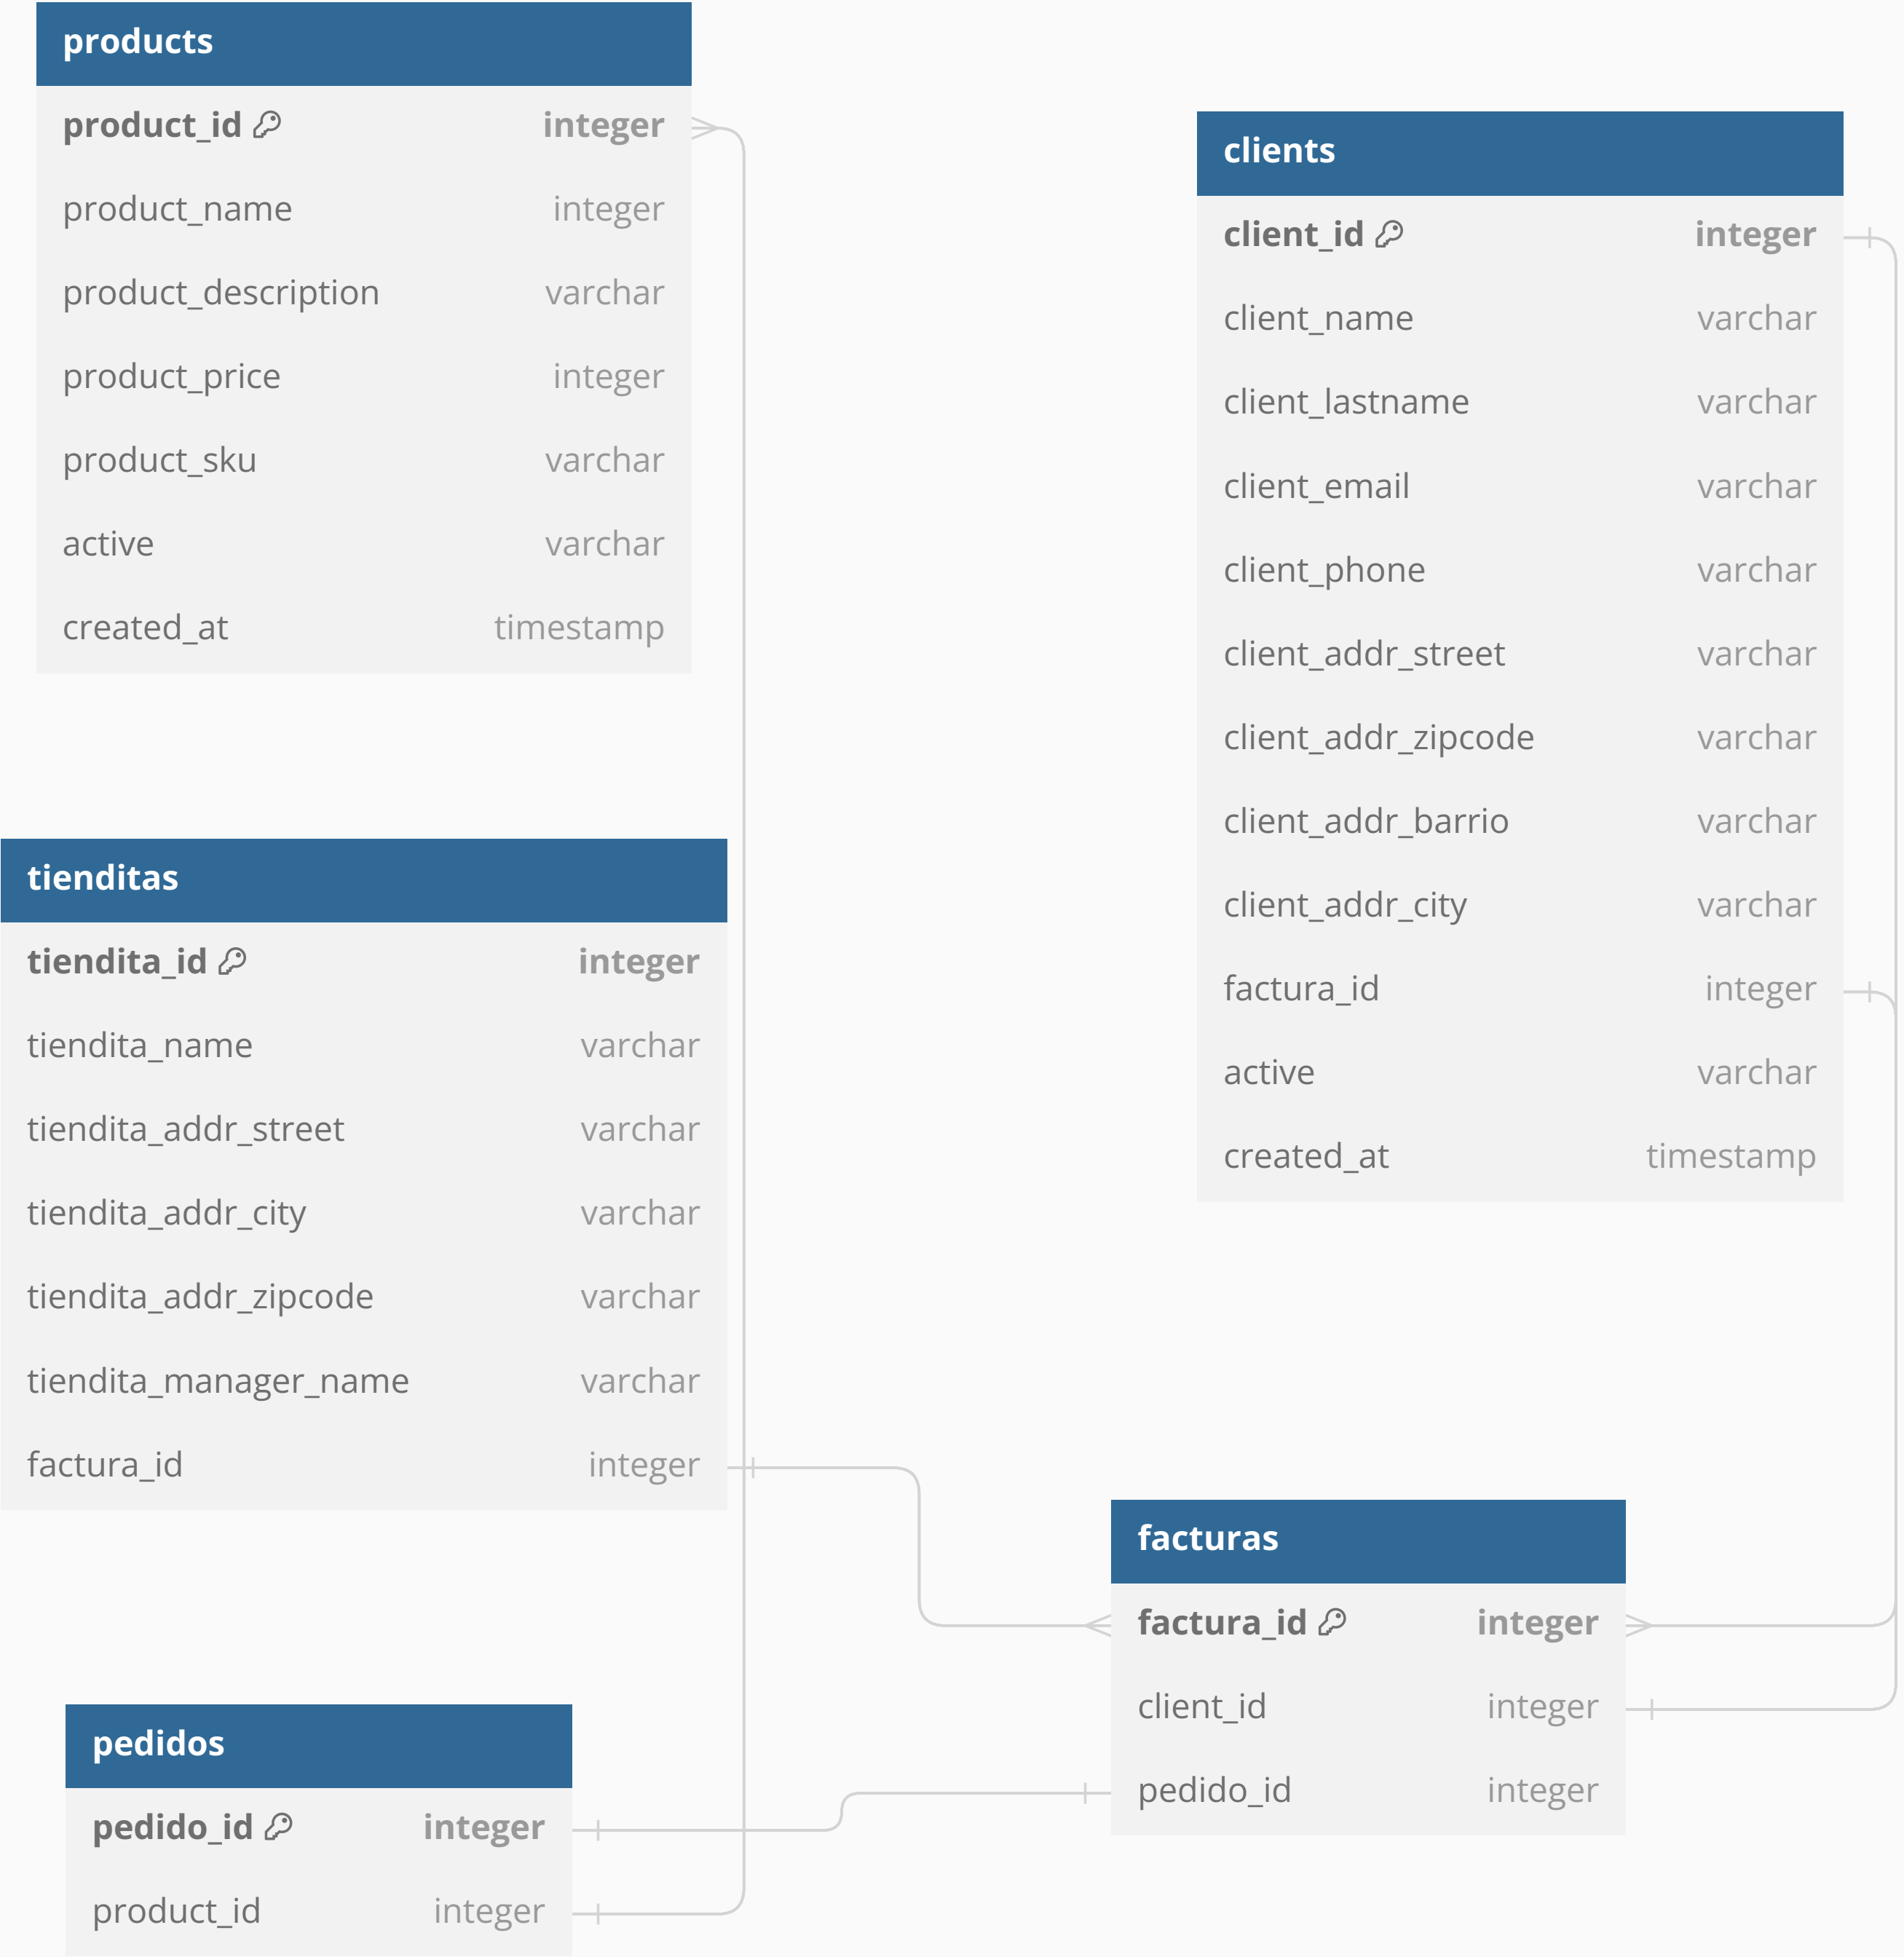 products
product_id integer
product_name integer
product_description varchar
product_price integer
product_sku varchar
active varchar
created_at timestamp
clients
client_id integer
client_name varchar
client_lastname varchar
client_email varchar
client_phone varchar
client_addr_street varchar
client_addr_zipcode varchar
client_addr_barrio varchar
client_addr_city varchar
factura_id integer
active varchar
created_at timestamp
tienditas
tiendita_id integer
tiendita_name varchar
tiendita_addr_street varchar
tiendita_addr_city varchar
tiendita_addr_zipcode varchar
tiendita_manager_name varchar
factura_id integer
facturas
factura_id integer
client_id integer
pedido_id integer
pedidos
pedido_id integer
product_id integer